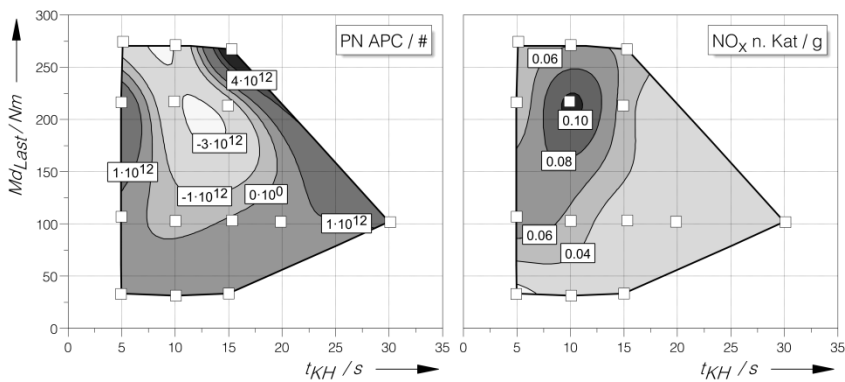 300
250
200
150
100
50
0
Md_Last / Nm
PN APC / #
4·10^12
-3·10^12
1·10^12
-1·10^12
0·10^0
1·10^12
0 5 10 15 20 25 30 35
t_KH / s
NO_x n. Kat / g
0.06
0.10
0.08
0.06
0.04
0 5 10 15 20 25 30 35
t_KH / s